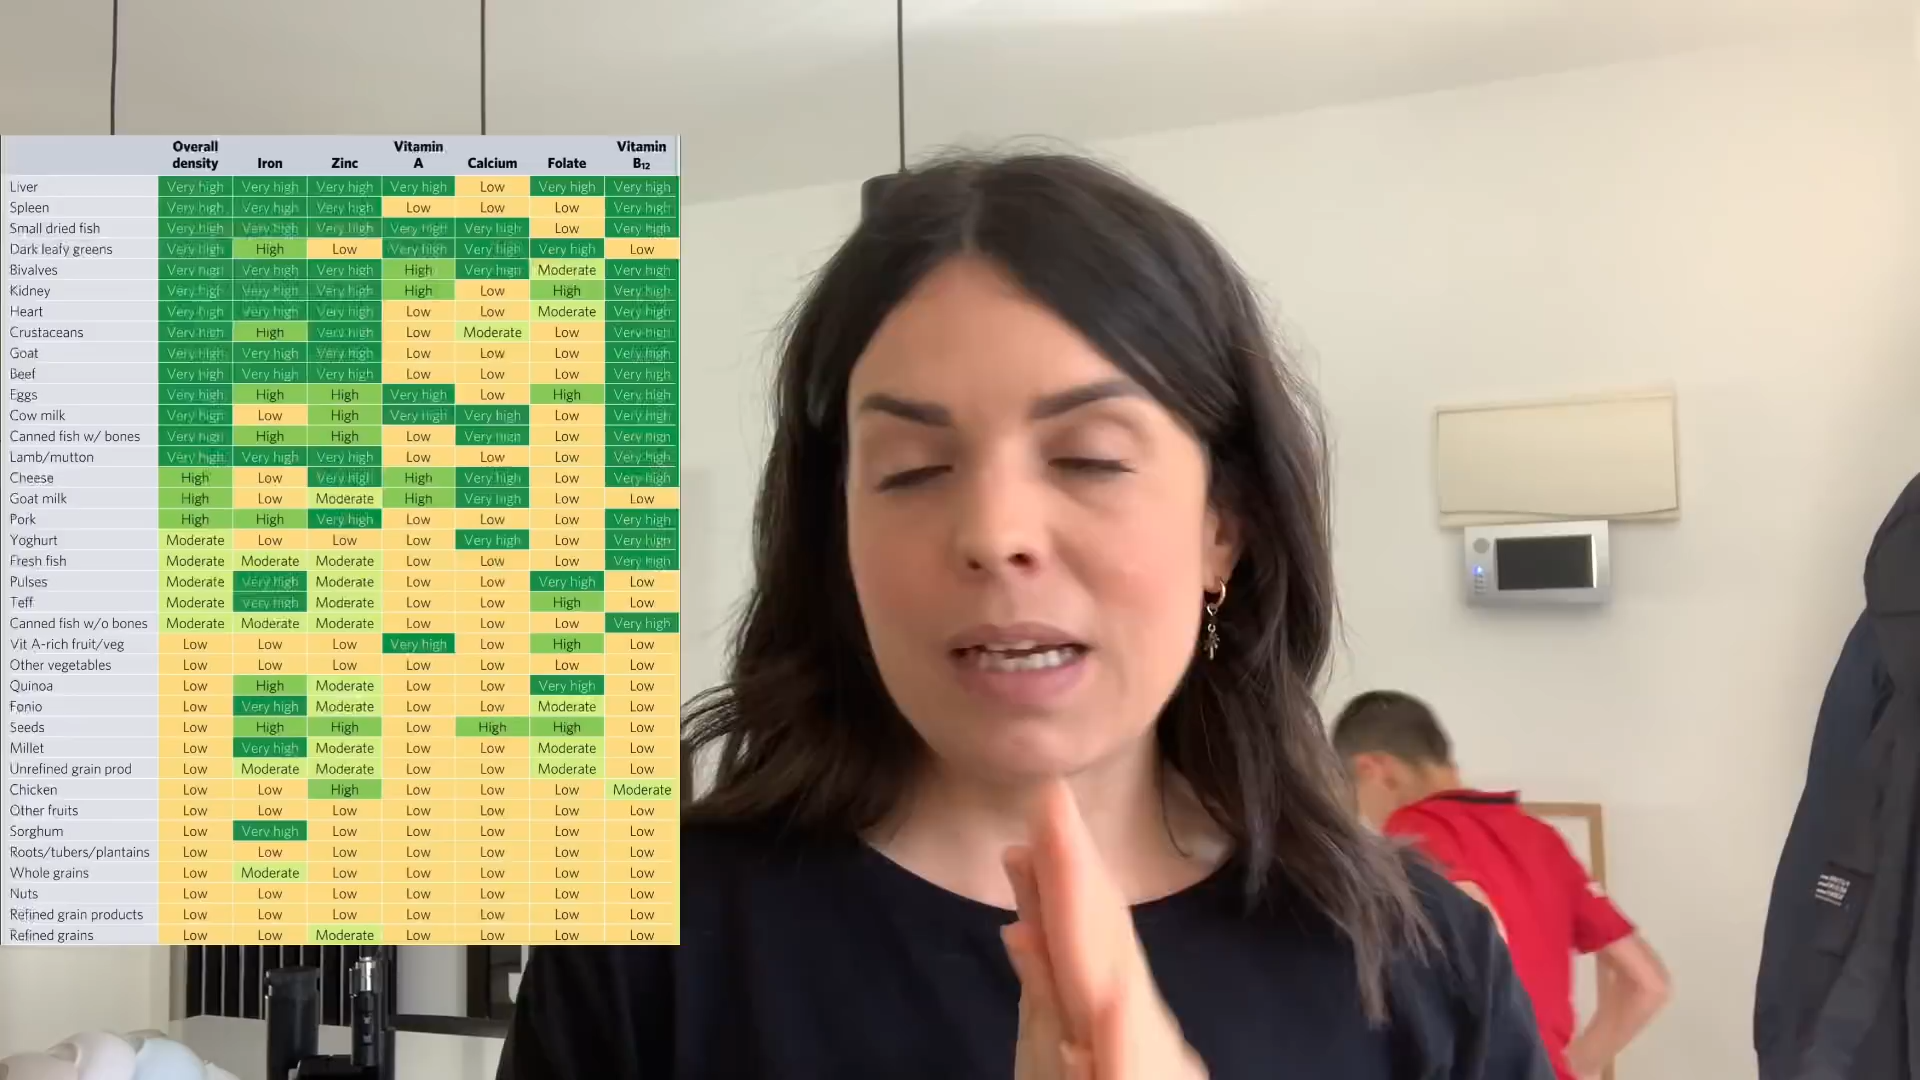 Overall density Iron Zinc Vitamin A Calcium Folate Vitamin B₁₂
Liver Very high Very high Very high Very high Low Very high Very high
Spleen Very high Very high Very high Low Low Low Very high
Small dried fish Very high Very high Very high Very high Very high Low Very high
Dark leafy greens Very high High Low Very high Very high Very high Low
Bivalves Very high Very high Very high High Very high Moderate Very high
Kidney Very high Very high Very high High Low High Very high
Heart Very high Very high Very high Low Low Moderate Very high
Crustaceans Very high High Very high Low Moderate Low Very high
Goat Very high Very high Very high Low Low Low Very high
Beef Very high Very high Very high Low Low Low Very high
Eggs Very high High High Very high Low High Very high
Cow milk Very high Low High Very high Very high Low Very high
Canned fish w/ bones Very high High High Low Very high Low Very high
Lamb/mutton Very high Very high Very high Low Low Low Very high
Cheese High Low Very high High Very high Low Very high
Goat milk High Low Moderate High Very high Low Low
Pork High High Very high Low Low Low Very high
Yoghurt Moderate Low Low Low Very high Low Very high
Fresh fish Moderate Moderate Moderate Low Low Low Very high
Pulses Moderate Very high Moderate Low Low Very high Low
Teff Moderate Very high Moderate Low Low High Low
Canned fish w/o bones Moderate Moderate Moderate Low Low Low Very high
Vit A-rich fruit/veg Low Low Low Very high Low High Low
Other vegetables Low Low Low Low Low Low Low
Quinoa Low High Moderate Low Low Very high Low
Fonio Low Very high Moderate Low Low Moderate Low
Seeds Low High High Low High High Low
Millet Low Very high Moderate Low Low Moderate Low
Unrefined grain prod Low Moderate Moderate Low Low Moderate Low
Chicken Low Low High Low Low Low Moderate
Other fruits Low Low Low Low Low Low Low
Sorghum Low Very high Low Low Low Low Low
Roots/tubers/plantains Low Low Low Low Low Low Low
Whole grains Low Moderate Low Low Low Low Low
Nuts Low Low Low Low Low Low Low
Refined grain products Low Low Low Low Low Low Low
Refined grains Low Low Moderate Low Low Low Low